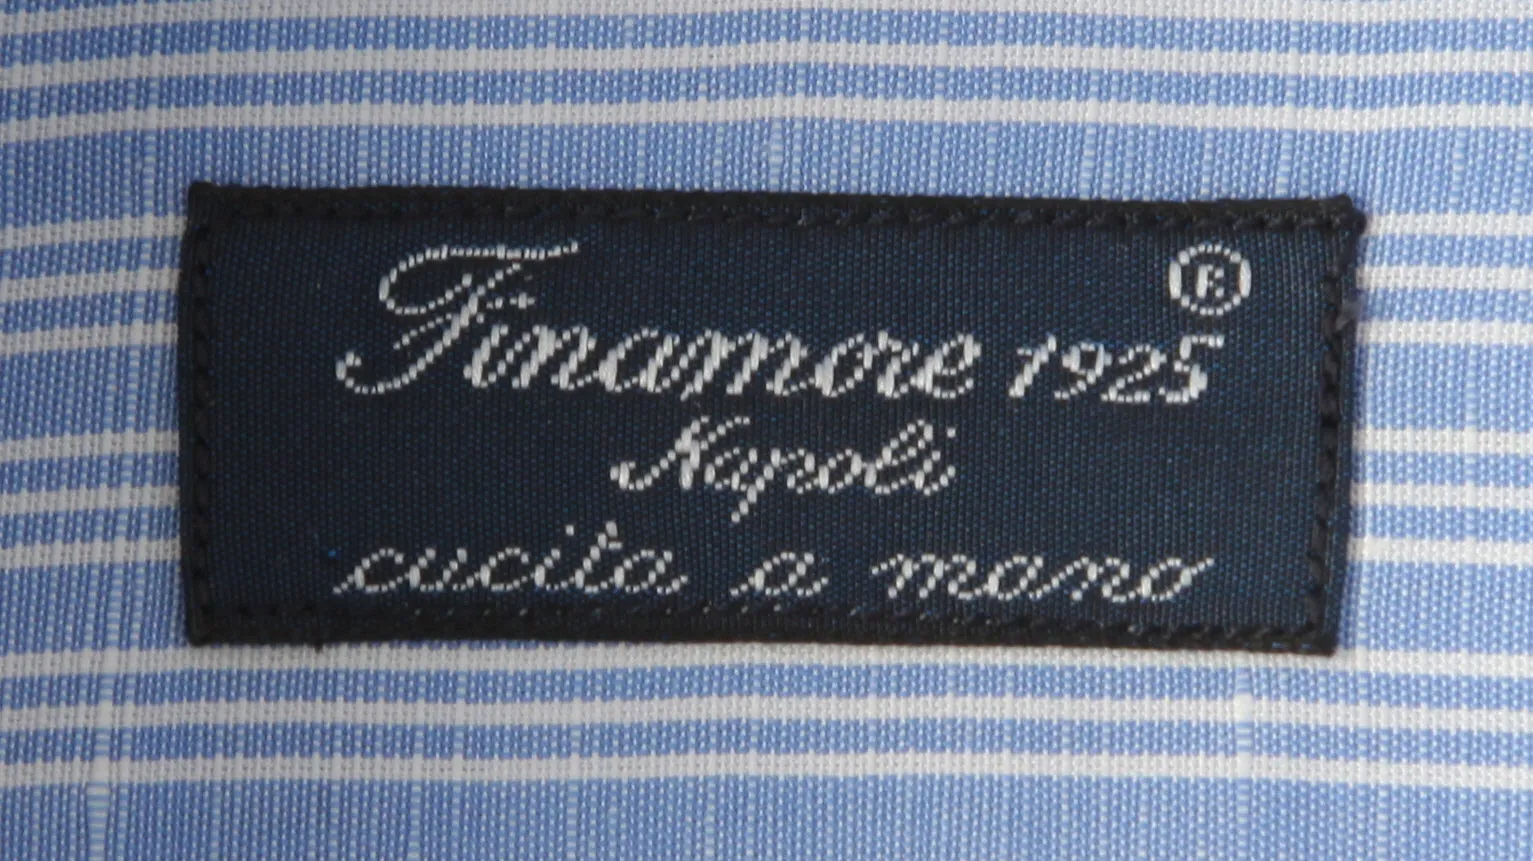 Finamore 1925®
Napoli
cucita a mano